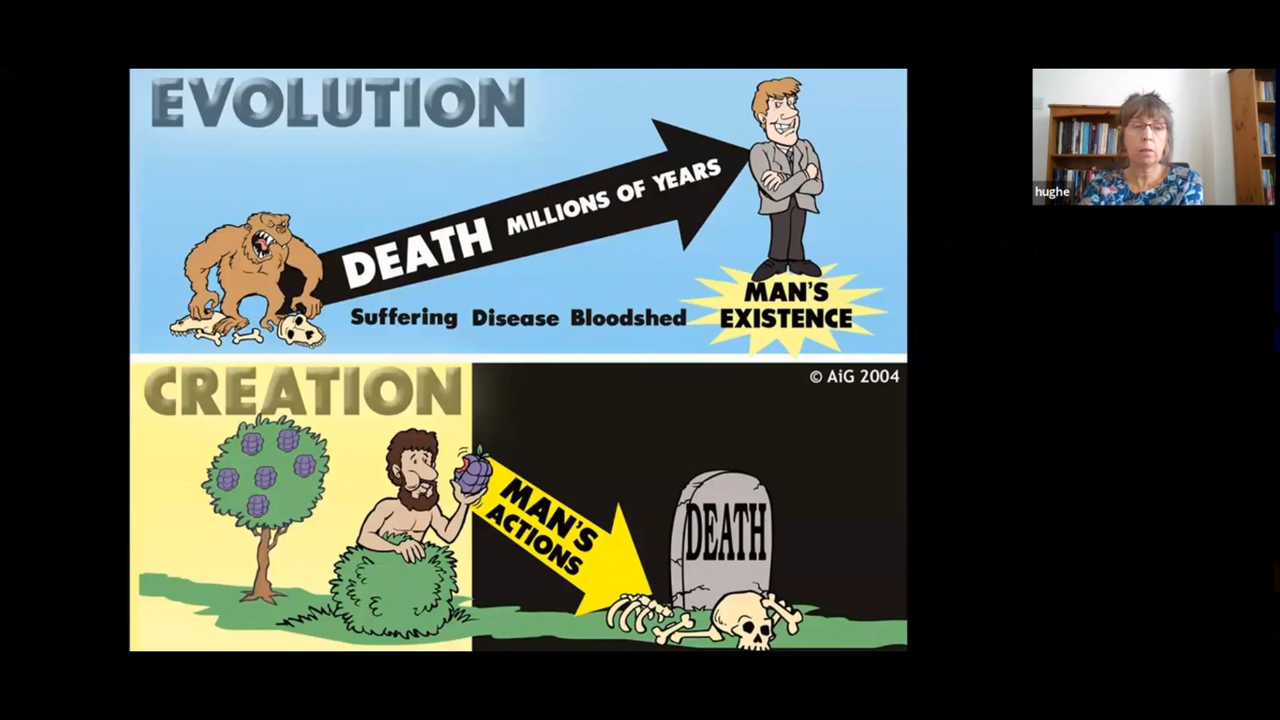 EVOLUTION
DEATH MILLIONS OF YEARS
Suffering Disease Bloodshed
MAN'S
EXISTENCE
hughe
CREATION
© AiG 2004
MAN'S
ACTIONS
DEATH